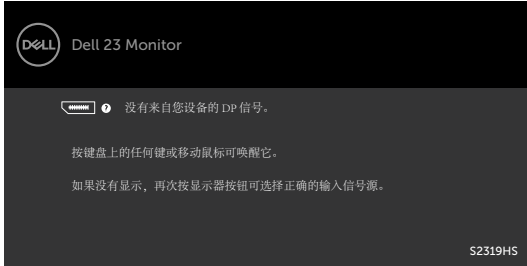 DELL Dell 23 Monitor
? 没有来自您设备的 DP 信号。
按键盘上的任何键或移动鼠标可唤醒它。
如果没有显示，再次按显示器按钮可选择正确的输入信号源。
S2319HS